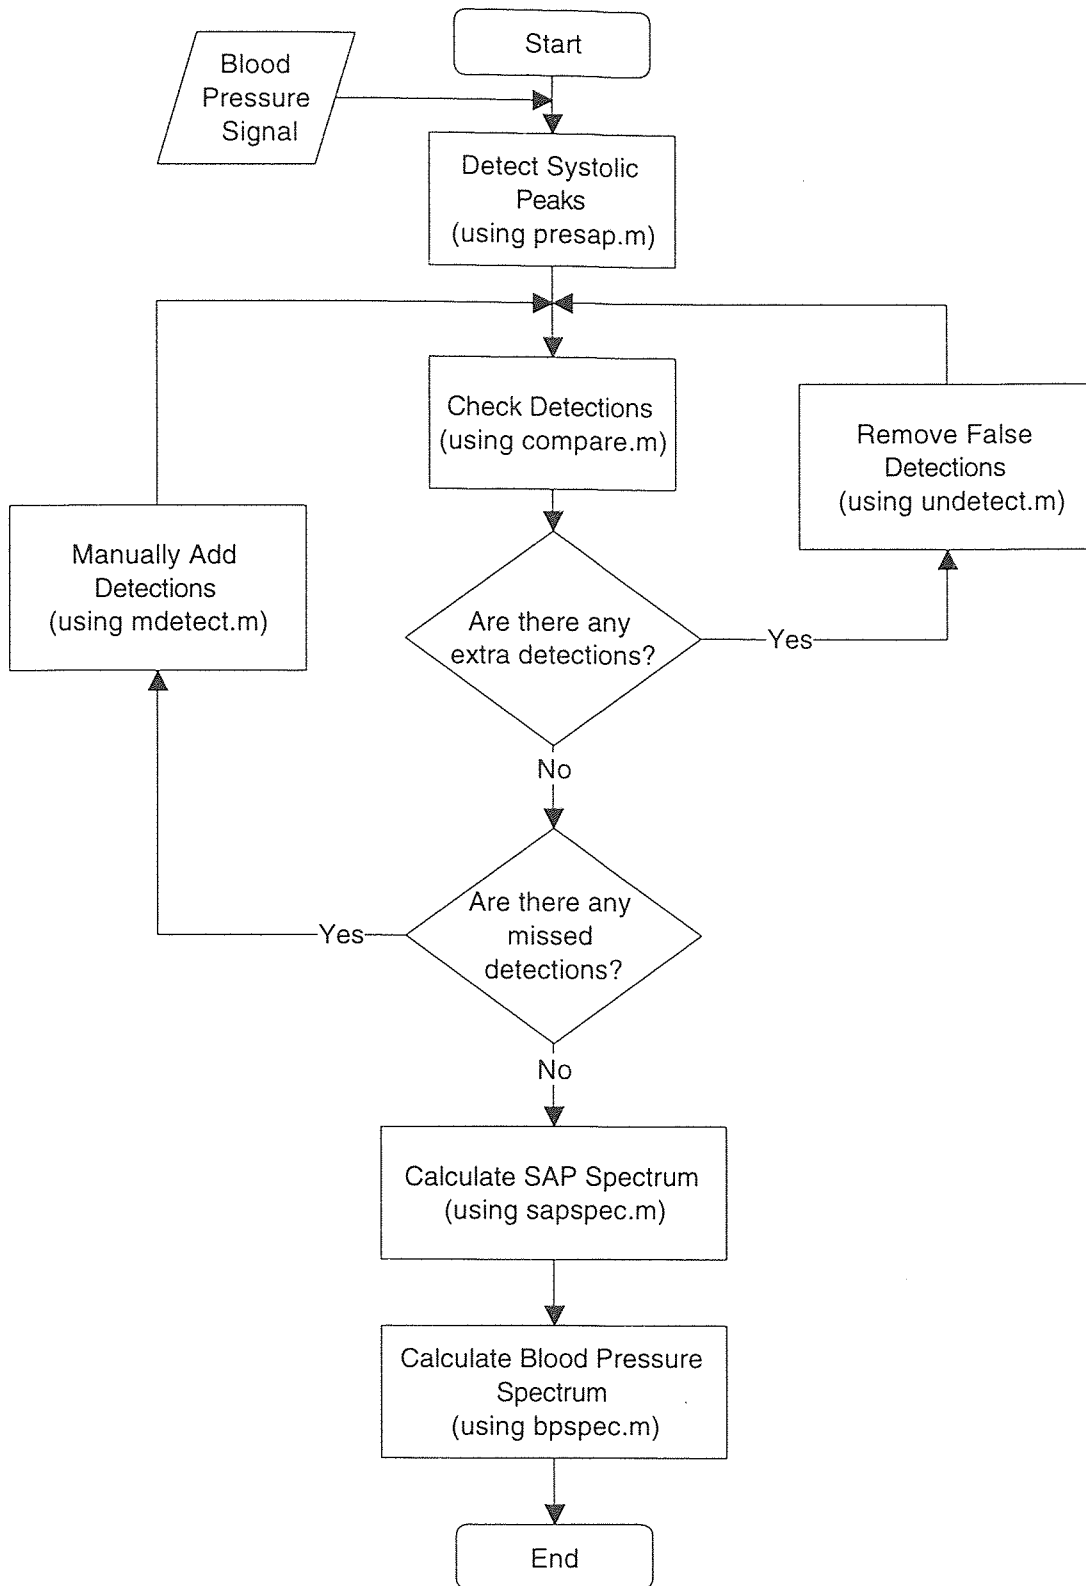 Start
Blood
Pressure
Signal
Detect Systolic
Peaks
(using presap.m)
Check Detections
(using compare.m)
Remove False
Detections
(using undetect.m)
Manually Add
Detections
(using mdetect.m)
Are there any
extra detections?
Yes
No
Are there any
missed
detections?
Yes
No
Calculate SAP Spectrum
(using sapspec.m)
Calculate Blood Pressure
Spectrum
(using bpspec.m)
End